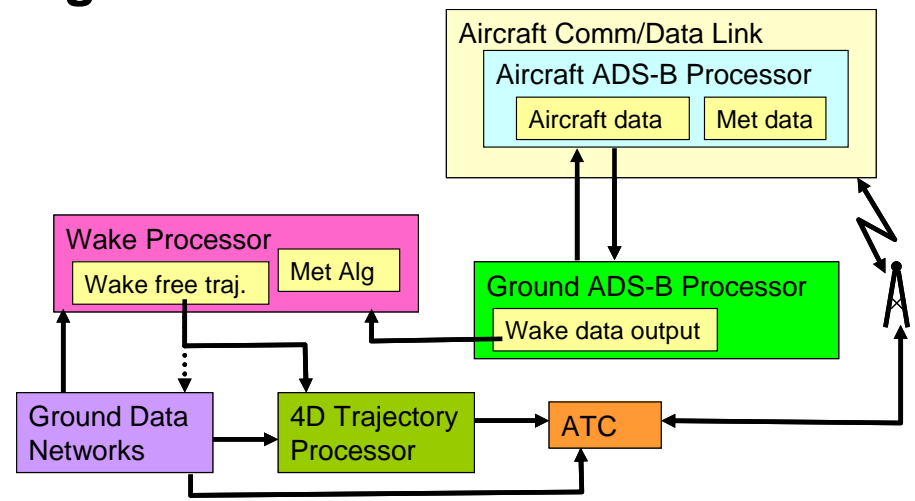 Aircraft Comm/Data Link
Aircraft ADS-B Processor
Aircraft data
Met data
Wake Processor
Wake free traj.
Met Alg
Ground ADS-B Processor
Wake data output
Ground Data
Networks
4D Trajectory
Processor
ATC